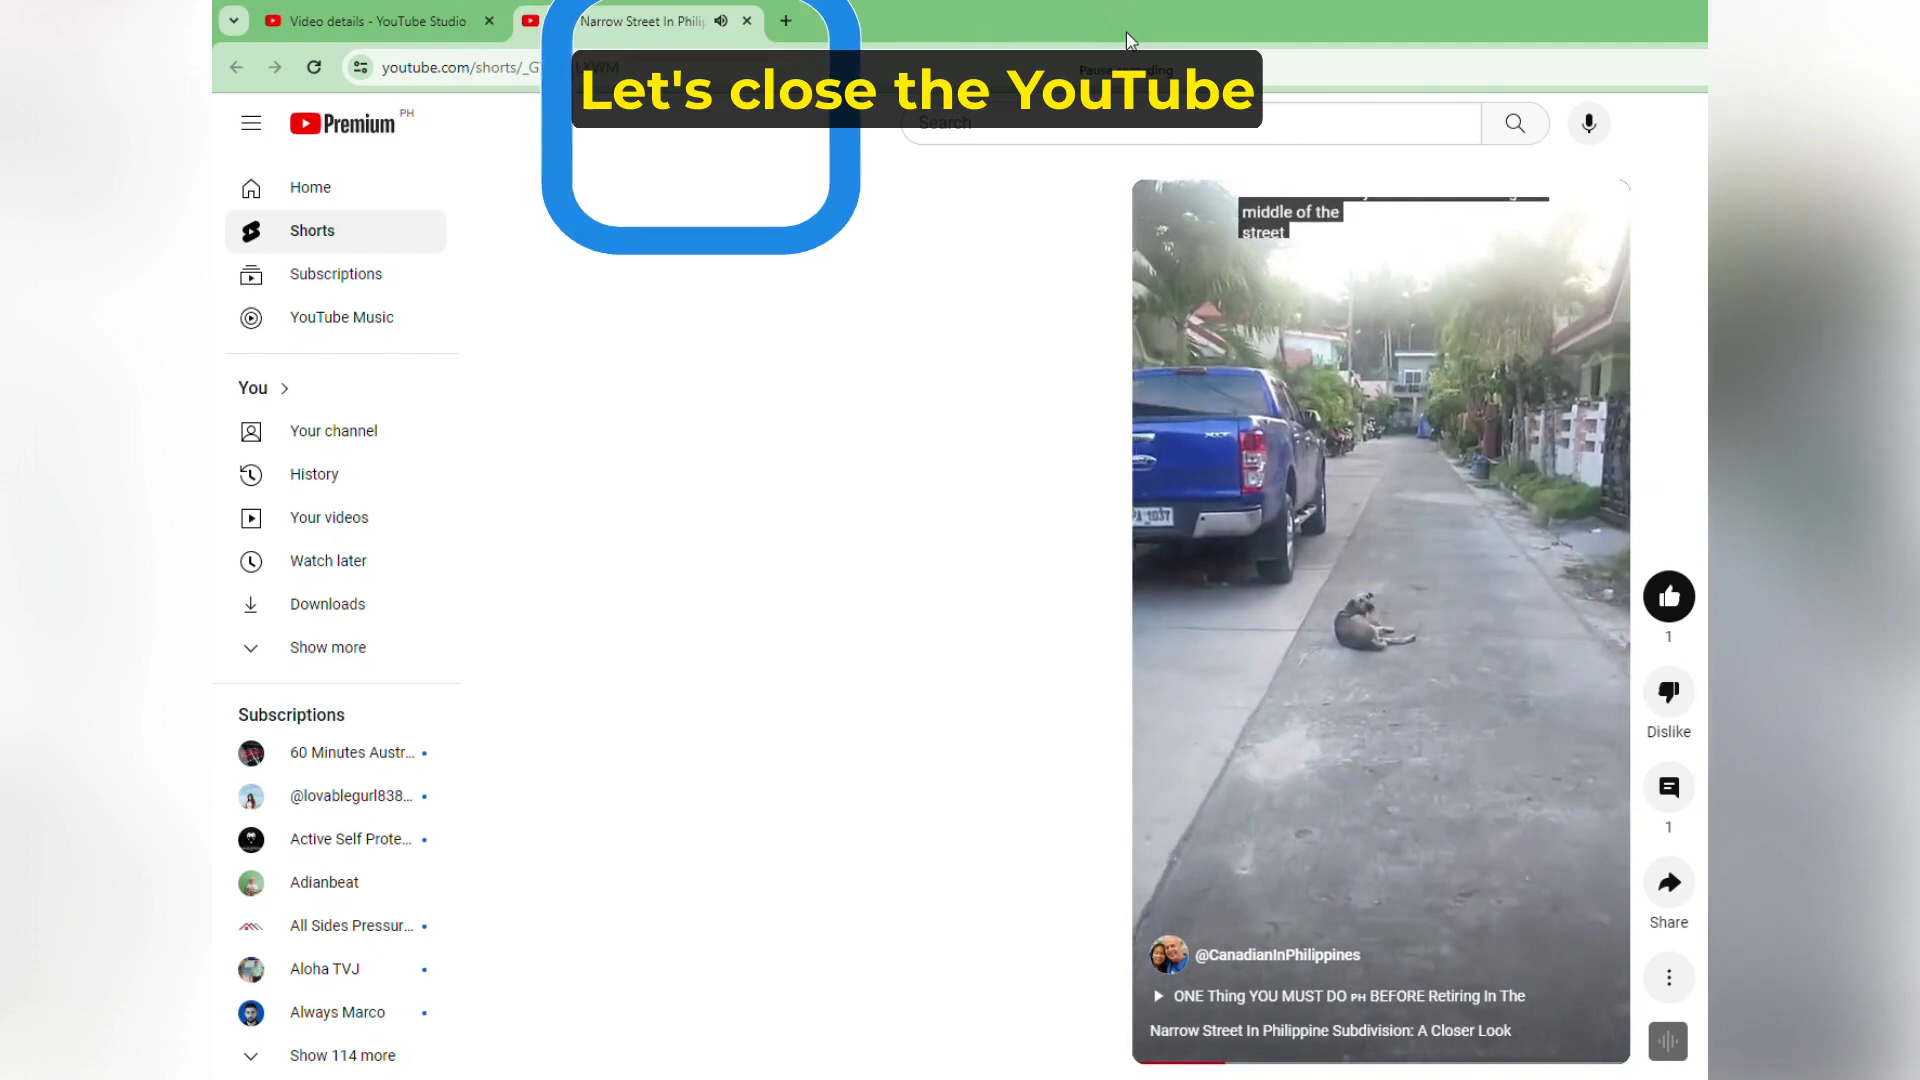 Video details - YouTube Studio
Narrow Street In Philip
youtube.com/shorts/_G
Let's close the YouTube
Premium PH
Search
Home
Shorts
Subscriptions
YouTube Music
You
Your channel
History
Your videos
Watch later
Downloads
Show more
Subscriptions
60 Minutes Austr...
@lovablegurl838...
Active Self Prote...
Adianbeat
All Sides Pressur...
Aloha TVJ
Always Marco
Show 114 more
middle of the
street
XLT
1
Dislike
1
Share
@CanadianInPhilippines
ONE Thing YOU MUST DO PH BEFORE Retiring In The
Narrow Street In Philippine Subdivision: A Closer Look